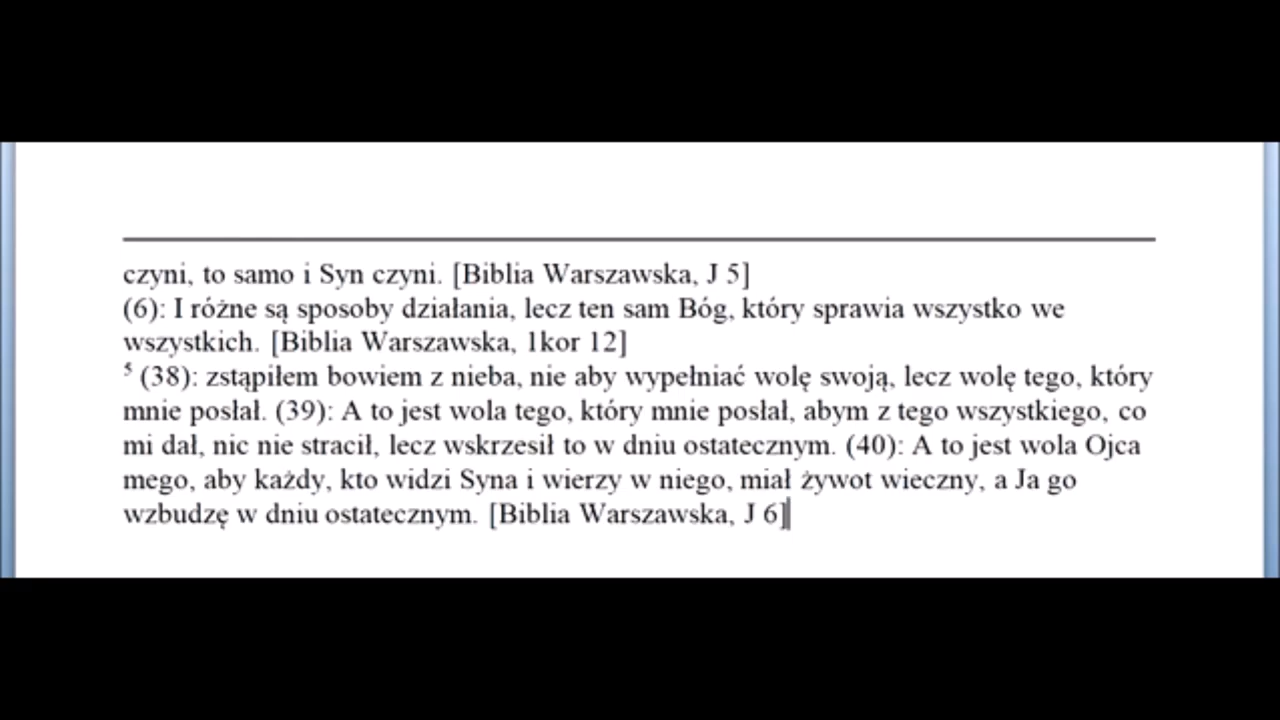 czyni, to samo i Syn czyni. [Biblia Warszawska, J 5]
(6): I różne są sposoby działania, lecz ten sam Bóg, który sprawia wszystko we
wszystkich. [Biblia Warszawska, 1kor 12]
⁵ (38): zstąpiłem bowiem z nieba, nie aby wypełniać wolę swoją, lecz wolę tego, który
mnie posłał. (39): A to jest wola tego, który mnie posłał, abym z tego wszystkiego, co
mi dał, nic nie stracił, lecz wskrzesił to w dniu ostatecznym. (40): A to jest wola Ojca
mego, aby każdy, kto widzi Syna i wierzy w niego, miał żywot wieczny, a Ja go
wzbudzę w dniu ostatecznym. [Biblia Warszawska, J 6]